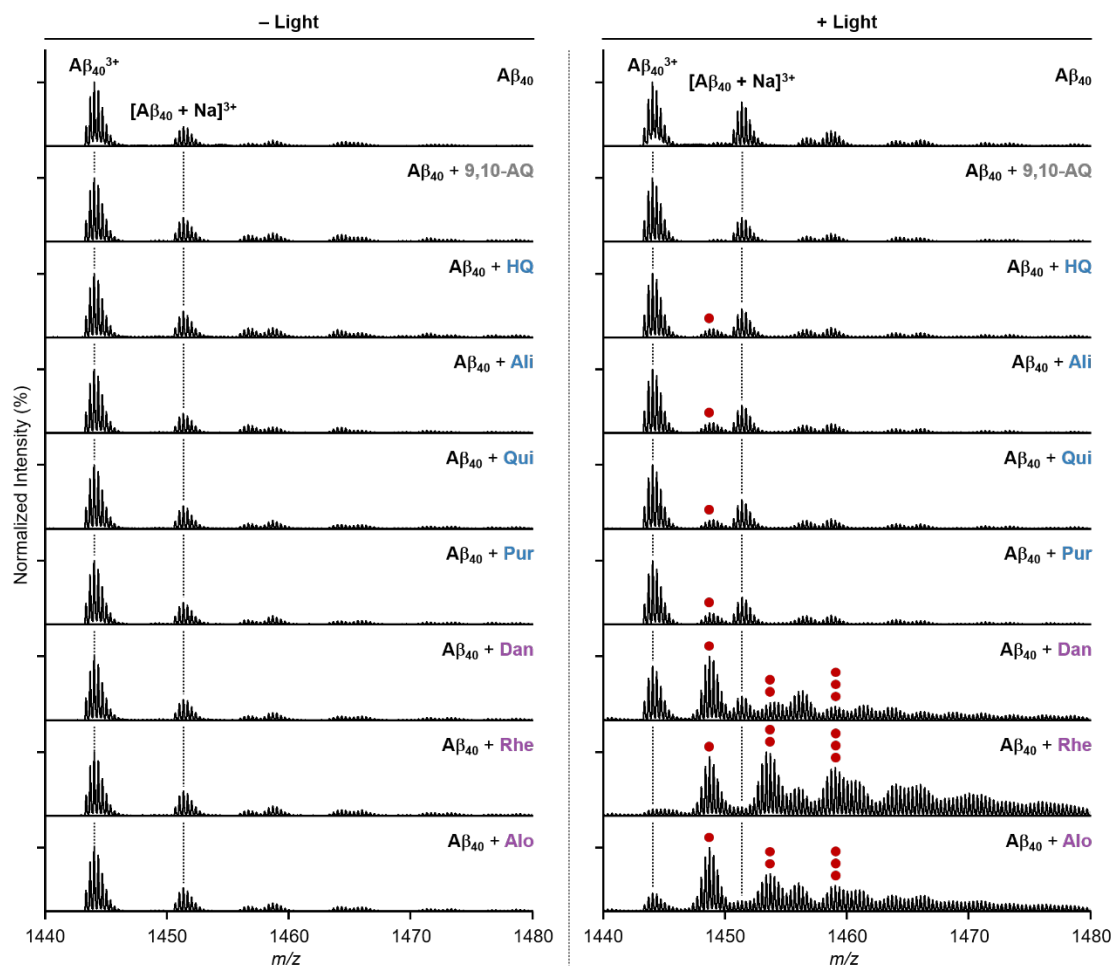 – Light
+ Light
Aβ₄₀³⁺
[Aβ₄₀ + Na]³⁺
Aβ₄₀
Aβ₄₀ + 9,10-AQ
Aβ₄₀ + HQ
Aβ₄₀ + Ali
Aβ₄₀ + Qui
Aβ₄₀ + Pur
Aβ₄₀ + Dan
Aβ₄₀ + Rhe
Aβ₄₀ + Alo
Aβ₄₀³⁺
[Aβ₄₀ + Na]³⁺
Aβ₄₀
Aβ₄₀ + 9,10-AQ
Aβ₄₀ + HQ
Aβ₄₀ + Ali
Aβ₄₀ + Qui
Aβ₄₀ + Pur
Aβ₄₀ + Dan
Aβ₄₀ + Rhe
Aβ₄₀ + Alo
Normalized Intensity (%)
1440 1450 1460 1470 1480
m/z
1440 1450 1460 1470 1480
m/z